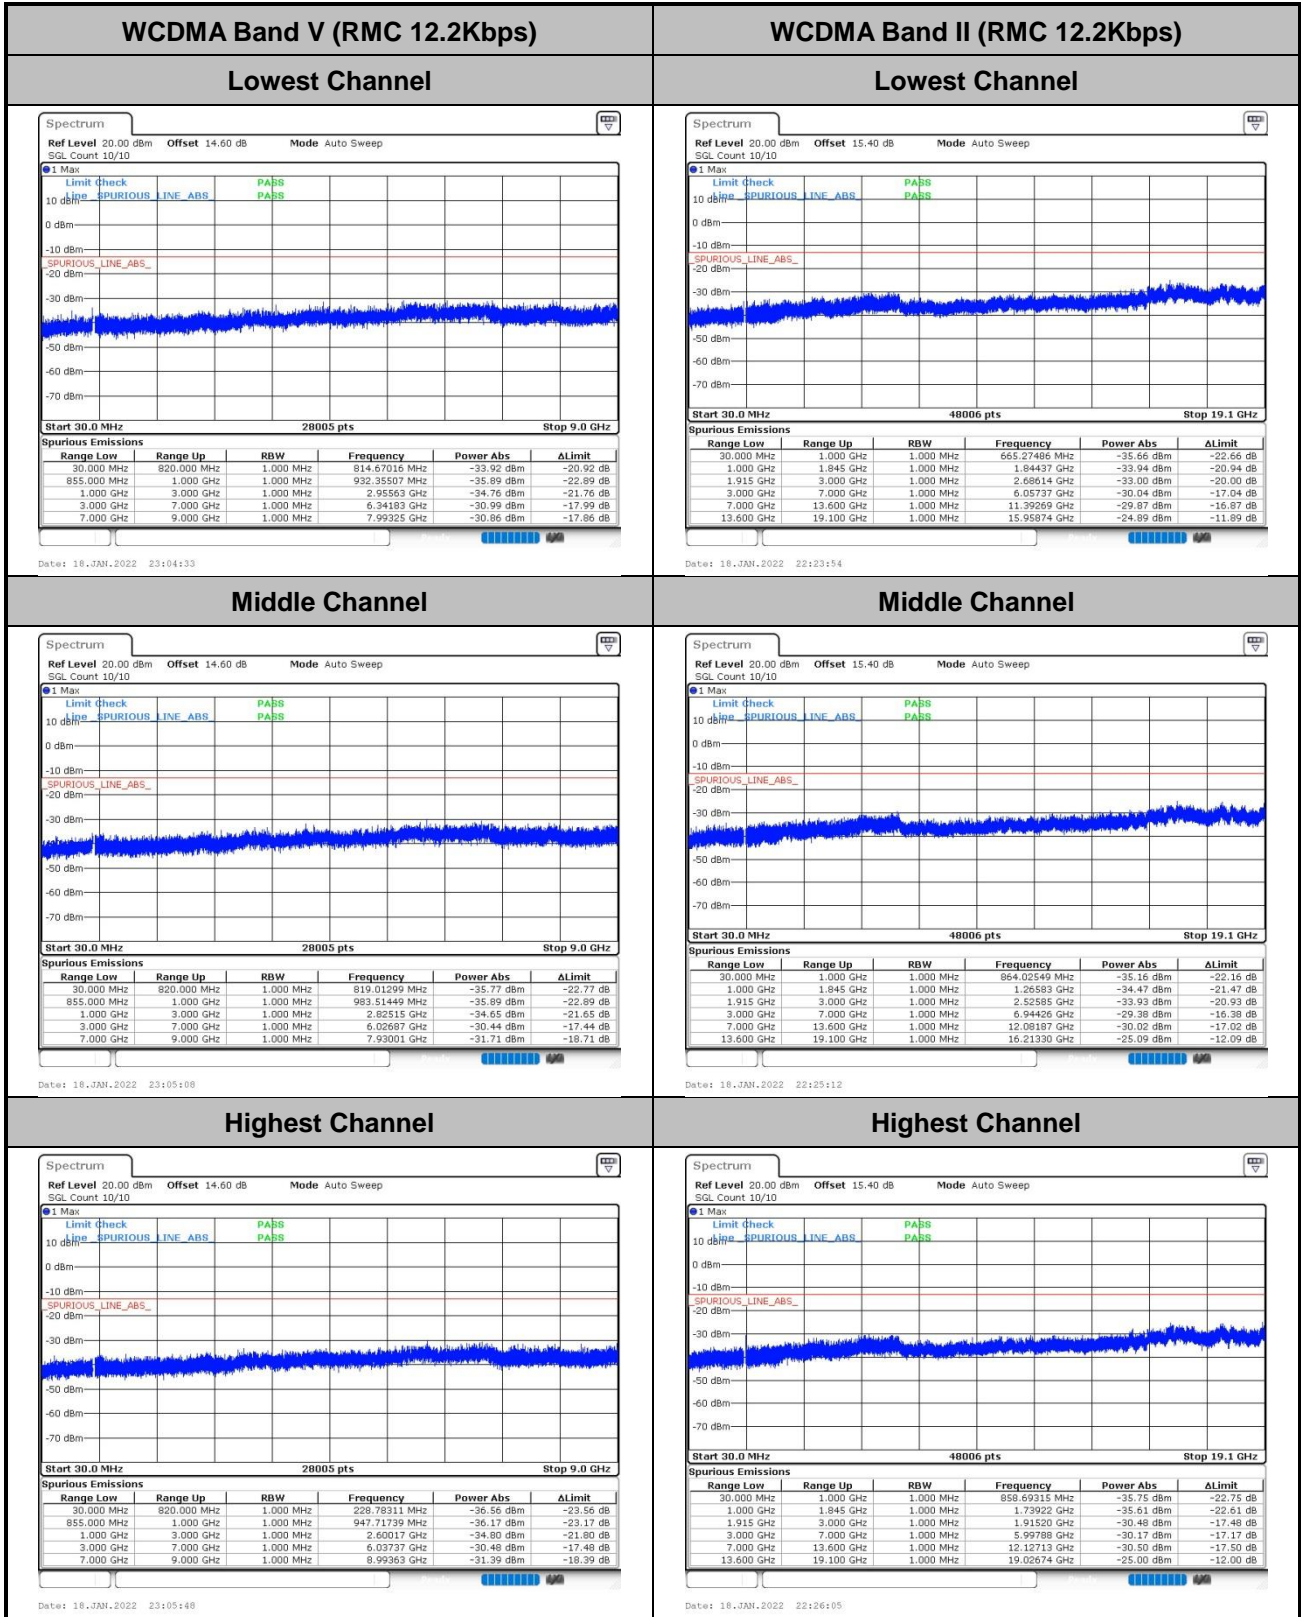 WCDMA Band V (RMC 12.2Kbps)
WCDMA Band II (RMC 12.2Kbps)
Lowest Channel
Lowest Channel
Spectrum
Ref Level 20.00 dBm Offset 14.60 dB Mode Auto Sweep
SGL Count 10/10
1 Max
Limit Check PASS
Line _SPURIOUS_LINE_ABS_ PASS
10 dBm
0 dBm
-10 dBm
_SPURIOUS_LINE_ABS_
-20 dBm
-30 dBm
-50 dBm
-60 dBm
-70 dBm
Start 30.0 MHz 28005 pts Stop 9.0 GHz
Spurious Emissions
Range Low Range Up RBW Frequency Power Abs ΔLimit
30.000 MHz 820.000 MHz 1.000 MHz 814.67016 MHz -33.92 dBm -20.92 dB
855.000 MHz 1.000 GHz 1.000 MHz 932.35507 MHz -35.89 dBm -22.89 dB
1.000 GHz 3.000 GHz 1.000 MHz 2.95563 GHz -34.76 dBm -21.76 dB
3.000 GHz 7.000 GHz 1.000 MHz 6.34183 GHz -30.99 dBm -17.99 dB
7.000 GHz 9.000 GHz 1.000 MHz 7.99325 GHz -30.86 dBm -17.86 dB
Date: 18.JAN.2022 23:04:33
Spectrum
Ref Level 20.00 dBm Offset 15.40 dB Mode Auto Sweep
SGL Count 10/10
1 Max
Limit Check PASS
Line _SPURIOUS_LINE_ABS_ PASS
10 dBm
0 dBm
-10 dBm
_SPURIOUS_LINE_ABS_
-20 dBm
-30 dBm
-50 dBm
-60 dBm
-70 dBm
Start 30.0 MHz 48006 pts Stop 19.1 GHz
Spurious Emissions
Range Low Range Up RBW Frequency Power Abs ΔLimit
30.000 MHz 1.000 GHz 1.000 MHz 665.27486 MHz -35.66 dBm -22.66 dB
1.000 GHz 1.845 GHz 1.000 MHz 1.84437 GHz -33.94 dBm -20.94 dB
1.915 GHz 3.000 GHz 1.000 MHz 2.68614 GHz -33.00 dBm -20.00 dB
3.000 GHz 7.000 GHz 1.000 MHz 6.05737 GHz -30.04 dBm -17.04 dB
7.000 GHz 13.600 GHz 1.000 MHz 11.39269 GHz -29.87 dBm -16.87 dB
13.600 GHz 19.100 GHz 1.000 MHz 15.95874 GHz -24.89 dBm -11.89 dB
Date: 18.JAN.2022 22:23:54
Middle Channel
Middle Channel
Spectrum
Ref Level 20.00 dBm Offset 14.60 dB Mode Auto Sweep
SGL Count 10/10
1 Max
Limit Check PASS
Line _SPURIOUS_LINE_ABS_ PASS
10 dBm
0 dBm
-10 dBm
_SPURIOUS_LINE_ABS_
-20 dBm
-30 dBm
-50 dBm
-60 dBm
-70 dBm
Start 30.0 MHz 28005 pts Stop 9.0 GHz
Spurious Emissions
Range Low Range Up RBW Frequency Power Abs ΔLimit
30.000 MHz 820.000 MHz 1.000 MHz 819.01299 MHz -35.77 dBm -22.77 dB
855.000 MHz 1.000 GHz 1.000 MHz 983.51449 MHz -35.89 dBm -22.89 dB
1.000 GHz 3.000 GHz 1.000 MHz 2.82515 GHz -34.65 dBm -21.65 dB
3.000 GHz 7.000 GHz 1.000 MHz 6.02687 GHz -30.44 dBm -17.44 dB
7.000 GHz 9.000 GHz 1.000 MHz 7.93001 GHz -31.71 dBm -18.71 dB
Date: 18.JAN.2022 23:05:08
Spectrum
Ref Level 20.00 dBm Offset 15.40 dB Mode Auto Sweep
SGL Count 10/10
1 Max
Limit Check PASS
Line _SPURIOUS_LINE_ABS_ PASS
10 dBm
0 dBm
-10 dBm
_SPURIOUS_LINE_ABS_
-20 dBm
-30 dBm
-50 dBm
-60 dBm
-70 dBm
Start 30.0 MHz 48006 pts Stop 19.1 GHz
Spurious Emissions
Range Low Range Up RBW Frequency Power Abs ΔLimit
30.000 MHz 1.000 GHz 1.000 MHz 864.02549 MHz -35.16 dBm -22.16 dB
1.000 GHz 1.845 GHz 1.000 MHz 1.26583 GHz -34.47 dBm -21.47 dB
1.915 GHz 3.000 GHz 1.000 MHz 2.52585 GHz -33.93 dBm -20.93 dB
3.000 GHz 7.000 GHz 1.000 MHz 6.94426 GHz -29.38 dBm -16.38 dB
7.000 GHz 13.600 GHz 1.000 MHz 12.08187 GHz -30.02 dBm -17.02 dB
13.600 GHz 19.100 GHz 1.000 MHz 16.21330 GHz -25.09 dBm -12.09 dB
Date: 18.JAN.2022 22:25:12
Highest Channel
Highest Channel
Spectrum
Ref Level 20.00 dBm Offset 14.60 dB Mode Auto Sweep
SGL Count 10/10
1 Max
Limit Check PASS
Line _SPURIOUS_LINE_ABS_ PASS
10 dBm
0 dBm
-10 dBm
_SPURIOUS_LINE_ABS_
-20 dBm
-30 dBm
-50 dBm
-60 dBm
-70 dBm
Start 30.0 MHz 28005 pts Stop 9.0 GHz
Spurious Emissions
Range Low Range Up RBW Frequency Power Abs ΔLimit
30.000 MHz 820.000 MHz 1.000 MHz 228.78311 MHz -36.56 dBm -23.56 dB
855.000 MHz 1.000 GHz 1.000 MHz 947.71739 MHz -36.17 dBm -23.17 dB
1.000 GHz 3.000 GHz 1.000 MHz 2.60017 GHz -34.80 dBm -21.80 dB
3.000 GHz 7.000 GHz 1.000 MHz 6.03737 GHz -30.48 dBm -17.48 dB
7.000 GHz 9.000 GHz 1.000 MHz 8.99363 GHz -31.39 dBm -18.39 dB
Date: 18.JAN.2022 23:05:48
Spectrum
Ref Level 20.00 dBm Offset 15.40 dB Mode Auto Sweep
SGL Count 10/10
1 Max
Limit Check PASS
Line _SPURIOUS_LINE_ABS_ PASS
10 dBm
0 dBm
-10 dBm
_SPURIOUS_LINE_ABS_
-20 dBm
-30 dBm
-50 dBm
-60 dBm
-70 dBm
Start 30.0 MHz 48006 pts Stop 19.1 GHz
Spurious Emissions
Range Low Range Up RBW Frequency Power Abs ΔLimit
30.000 MHz 1.000 GHz 1.000 MHz 858.69315 MHz -35.75 dBm -22.75 dB
1.000 GHz 1.845 GHz 1.000 MHz 1.73922 GHz -35.61 dBm -22.61 dB
1.915 GHz 3.000 GHz 1.000 MHz 1.91520 GHz -30.48 dBm -17.48 dB
3.000 GHz 7.000 GHz 1.000 MHz 5.99788 GHz -30.17 dBm -17.17 dB
7.000 GHz 13.600 GHz 1.000 MHz 12.12713 GHz -30.50 dBm -17.50 dB
13.600 GHz 19.100 GHz 1.000 MHz 19.02674 GHz -25.00 dBm -12.00 dB
Date: 18.JAN.2022 22:26:05